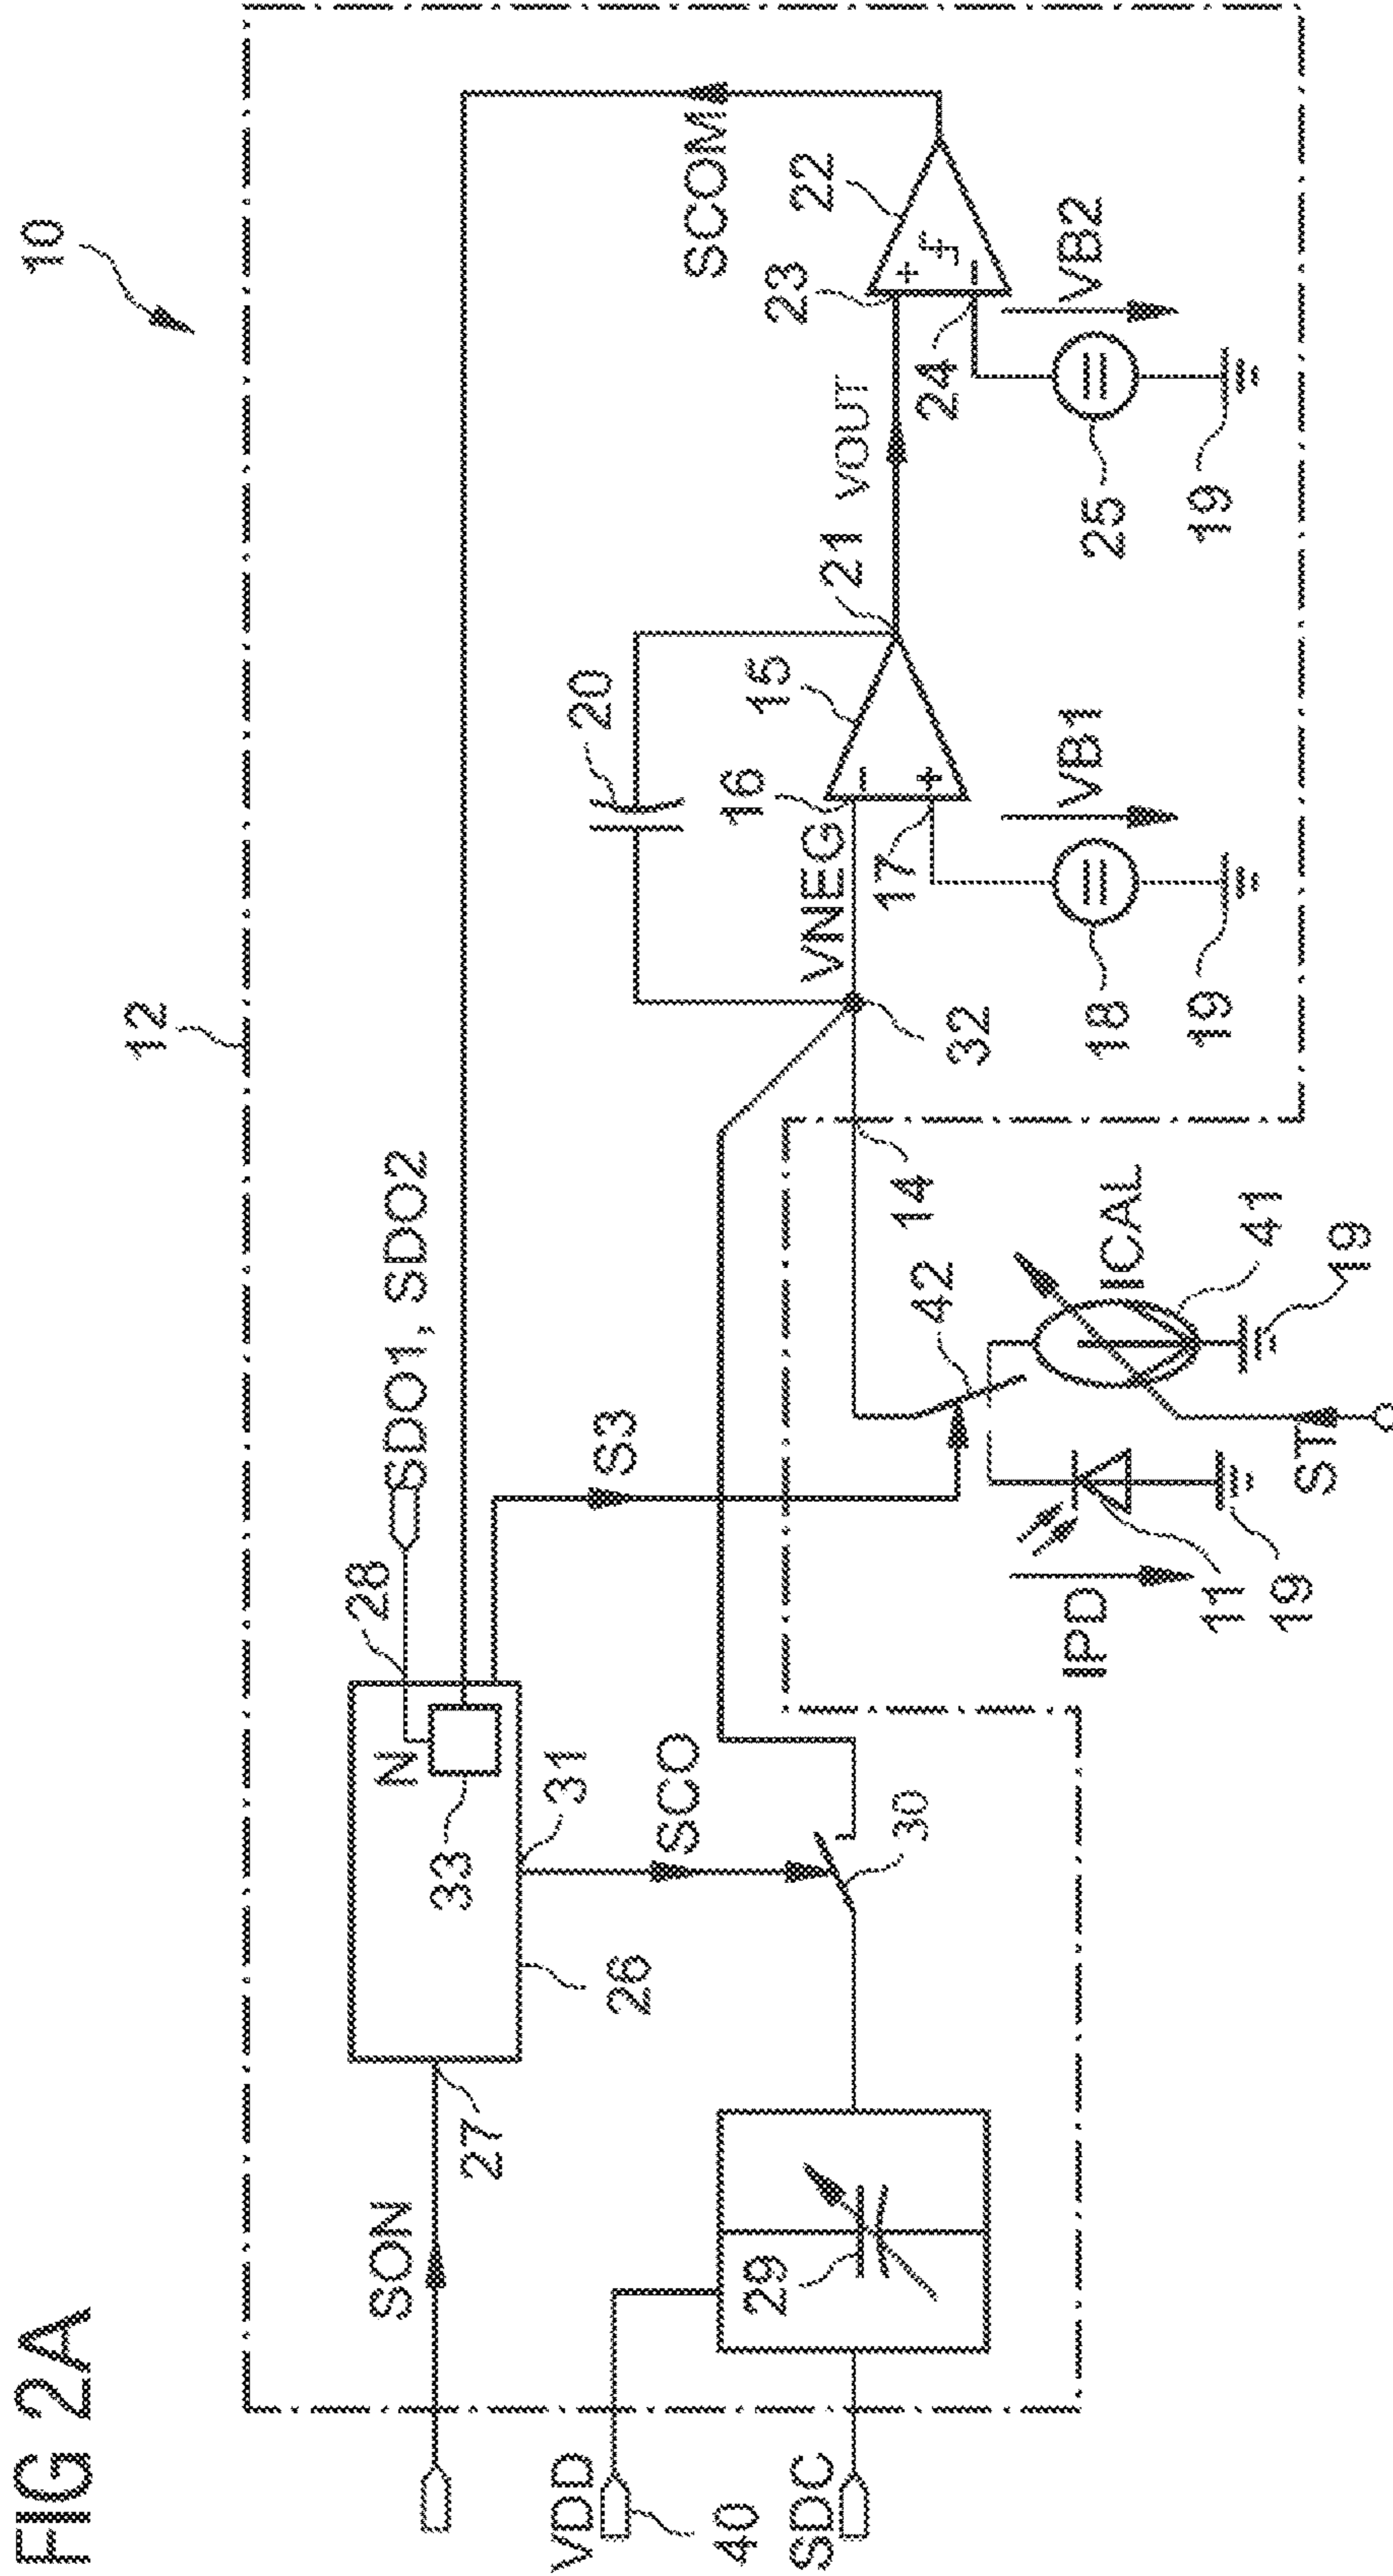 FIG 2A
10
12
SON
27
26
33
N
28
SDO1, SDO2
31
S3
SCO
30
VDD
40
SDC
29
IPD
11
19
STI
42
ICAL
41
19
14
32
VNEG
16
17
15
20
21
VOUT
18
VB1
19
SCOM
22
23
24
25
VB2
19